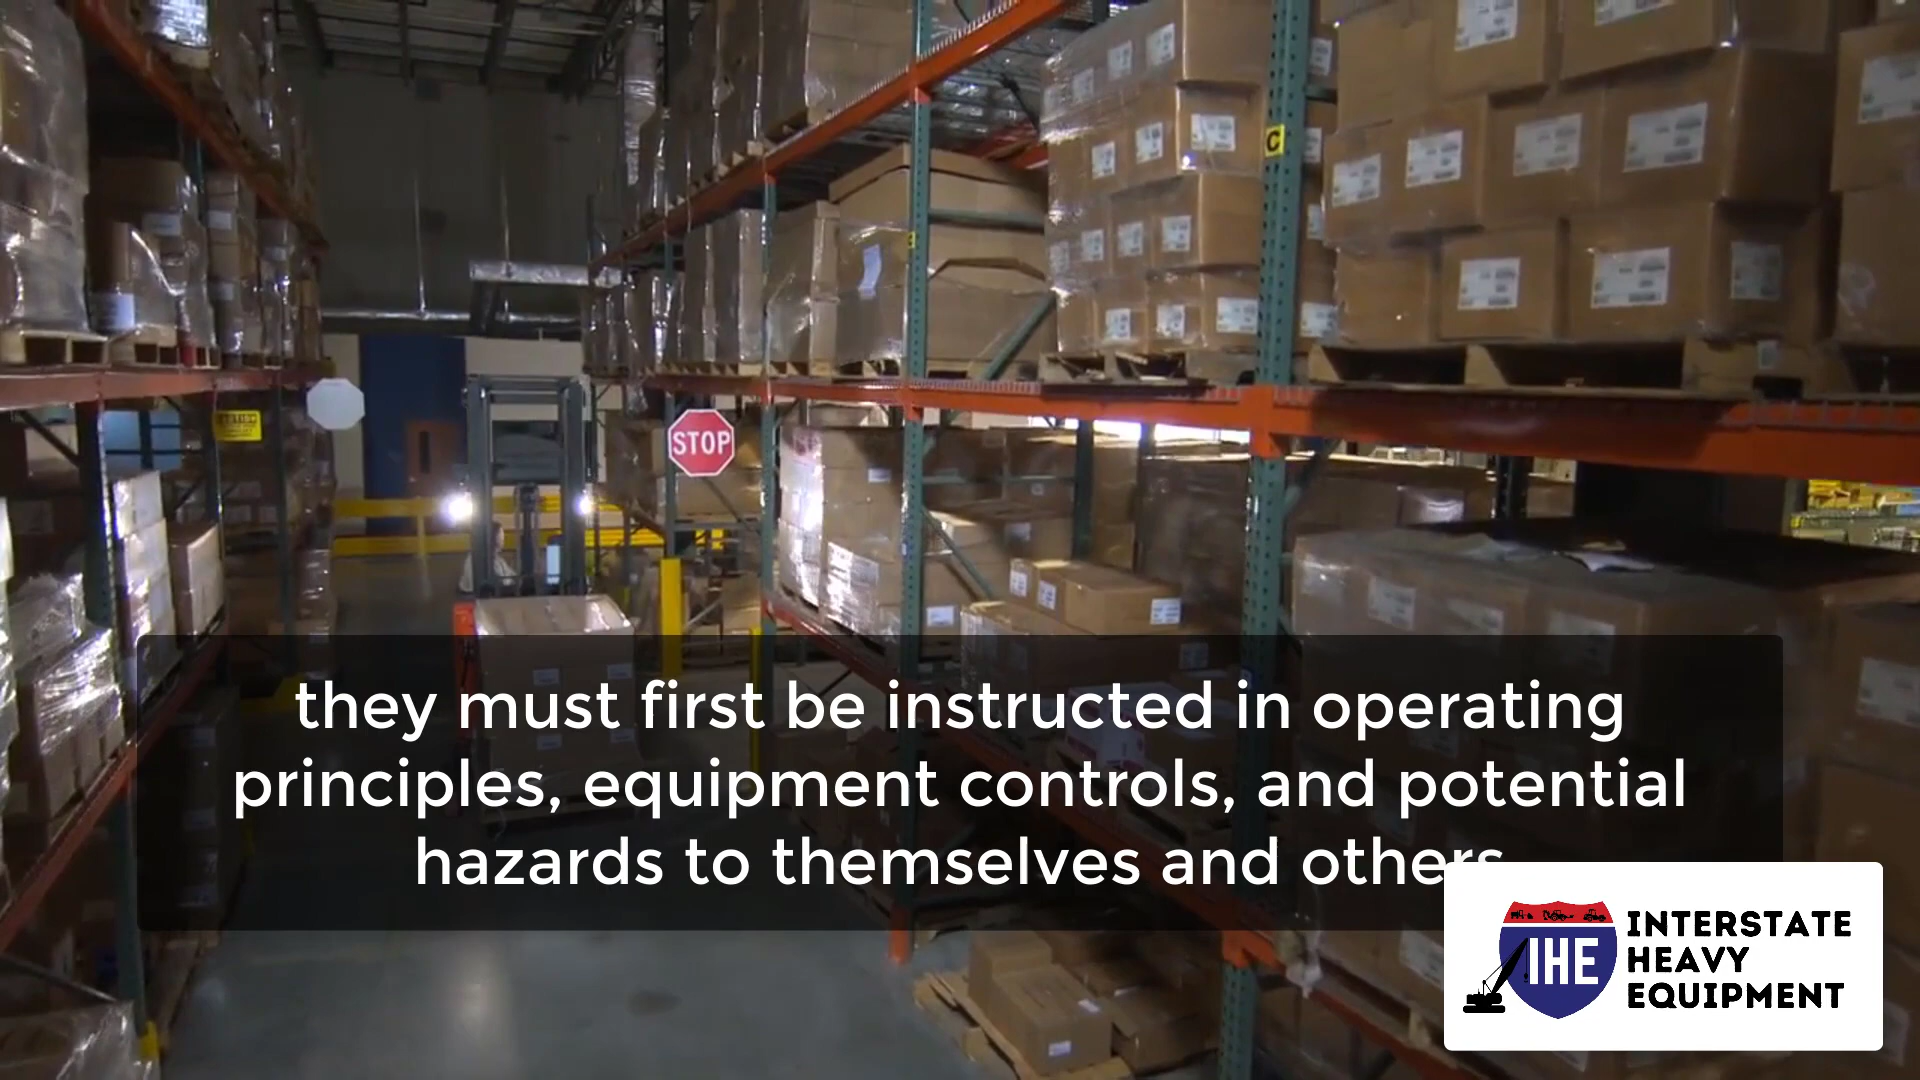 C
STOP
they must first be instructed in operating
principles, equipment controls, and potential
hazards to themselves and others
IHE
INTERSTATE
HEAVY
EQUIPMENT